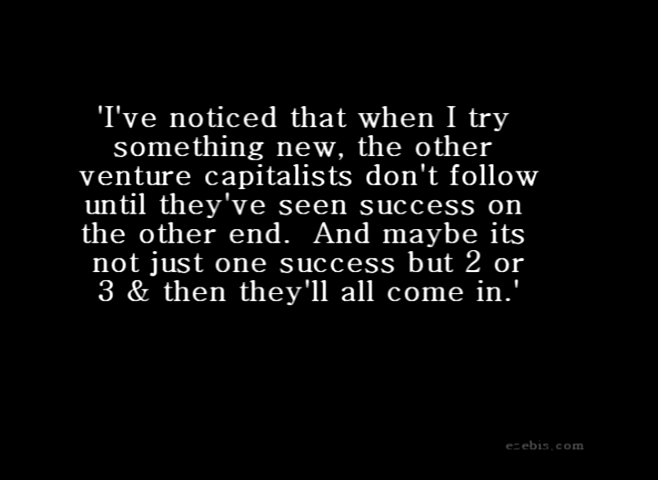 'I've noticed that when I try
something new, the other
venture capitalists don't follow
until they've seen success on
the other end.  And maybe its
not just one success but 2 or
3 & then they'll all come in.'